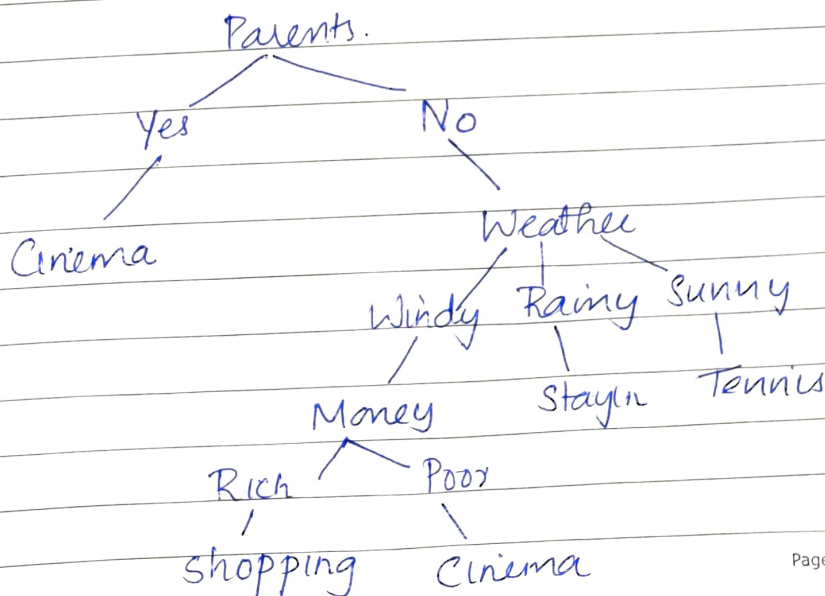 Parents.
Yes No
Weather
Cinema
Windy Rainy Sunny
Money Stayin Tennis
Rich Poor
Shopping Cinema
Page